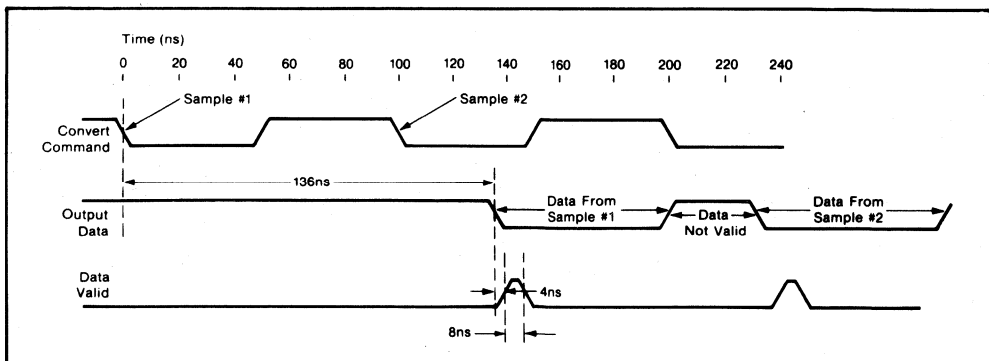 Time (ns)
0 20 40 60 80 100 120 140 160 180 200 220 240
Sample #1
Sample #2
Convert
Command
136ns
Output
Data
Data From
Sample #1
Data
Not Valid
Data From
Sample #2
Data
Valid
4ns
8ns